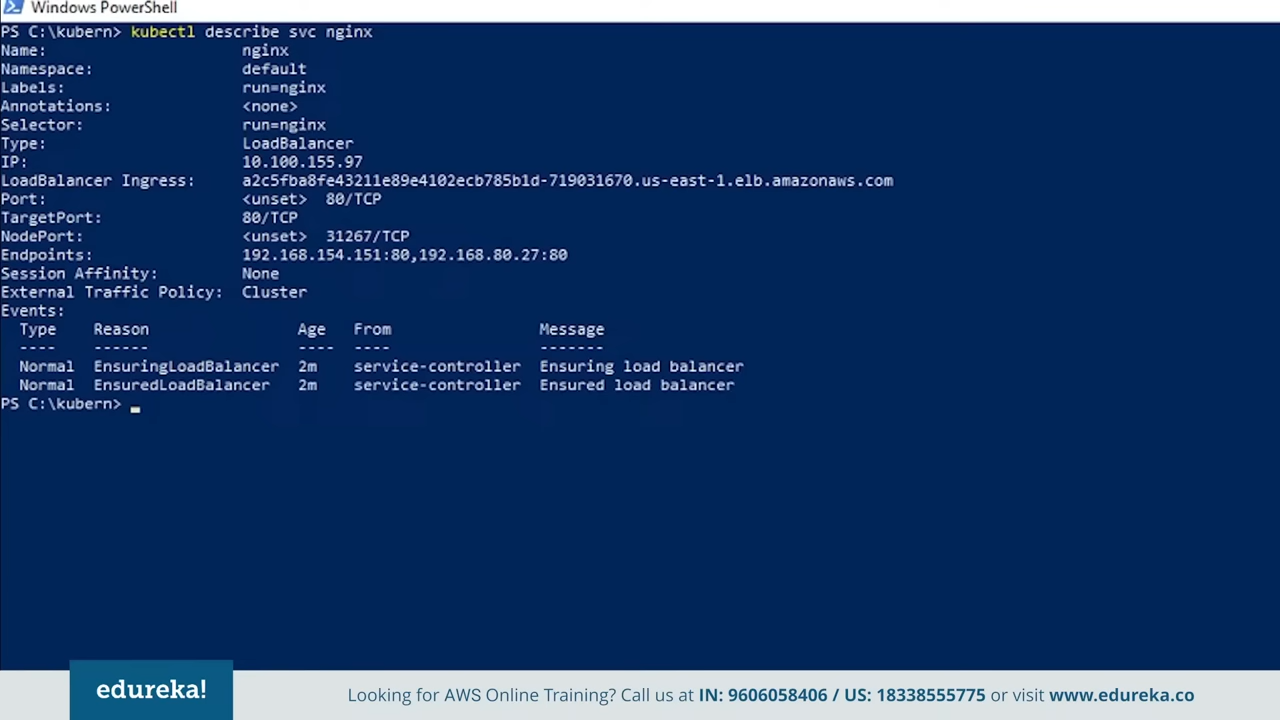 Windows PowerShell
PS C:\kubern> kubectl describe svc nginx
Name: nginx
Namespace: default
Labels: run=nginx
Annotations: <none>
Selector: run=nginx
Type: LoadBalancer
IP: 10.100.155.97
LoadBalancer Ingress: a2c5fba8fe43211e89e4102ecb785b1d-719031670.us-east-1.elb.amazonaws.com
Port: <unset> 80/TCP
TargetPort: 80/TCP
NodePort: <unset> 31267/TCP
Endpoints: 192.168.154.151:80,192.168.80.27:80
Session Affinity: None
External Traffic Policy: Cluster
Events:
Type Reason Age From Message
---- ------ ---- ---- -------
Normal EnsuringLoadBalancer 2m service-controller Ensuring load balancer
Normal EnsuredLoadBalancer 2m service-controller Ensured load balancer
PS C:\kubern>
edureka!
Looking for AWS Online Training? Call us at IN: 9606058406 / US: 18338555775 or visit www.edureka.co